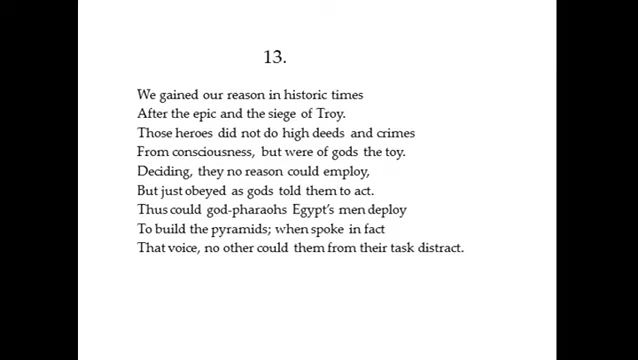 13.
We gained our reason in historic times
After the epic and the siege of Troy.
Those heroes did not do high deeds and crimes
From consciousness, but were of gods the toy.
Deciding, they no reason could employ,
But just obeyed as gods told them to act.
Thus could god-pharaohs Egypt's men deploy
To build the pyramids; when spoke in fact
That voice, no other could them from their task distract.